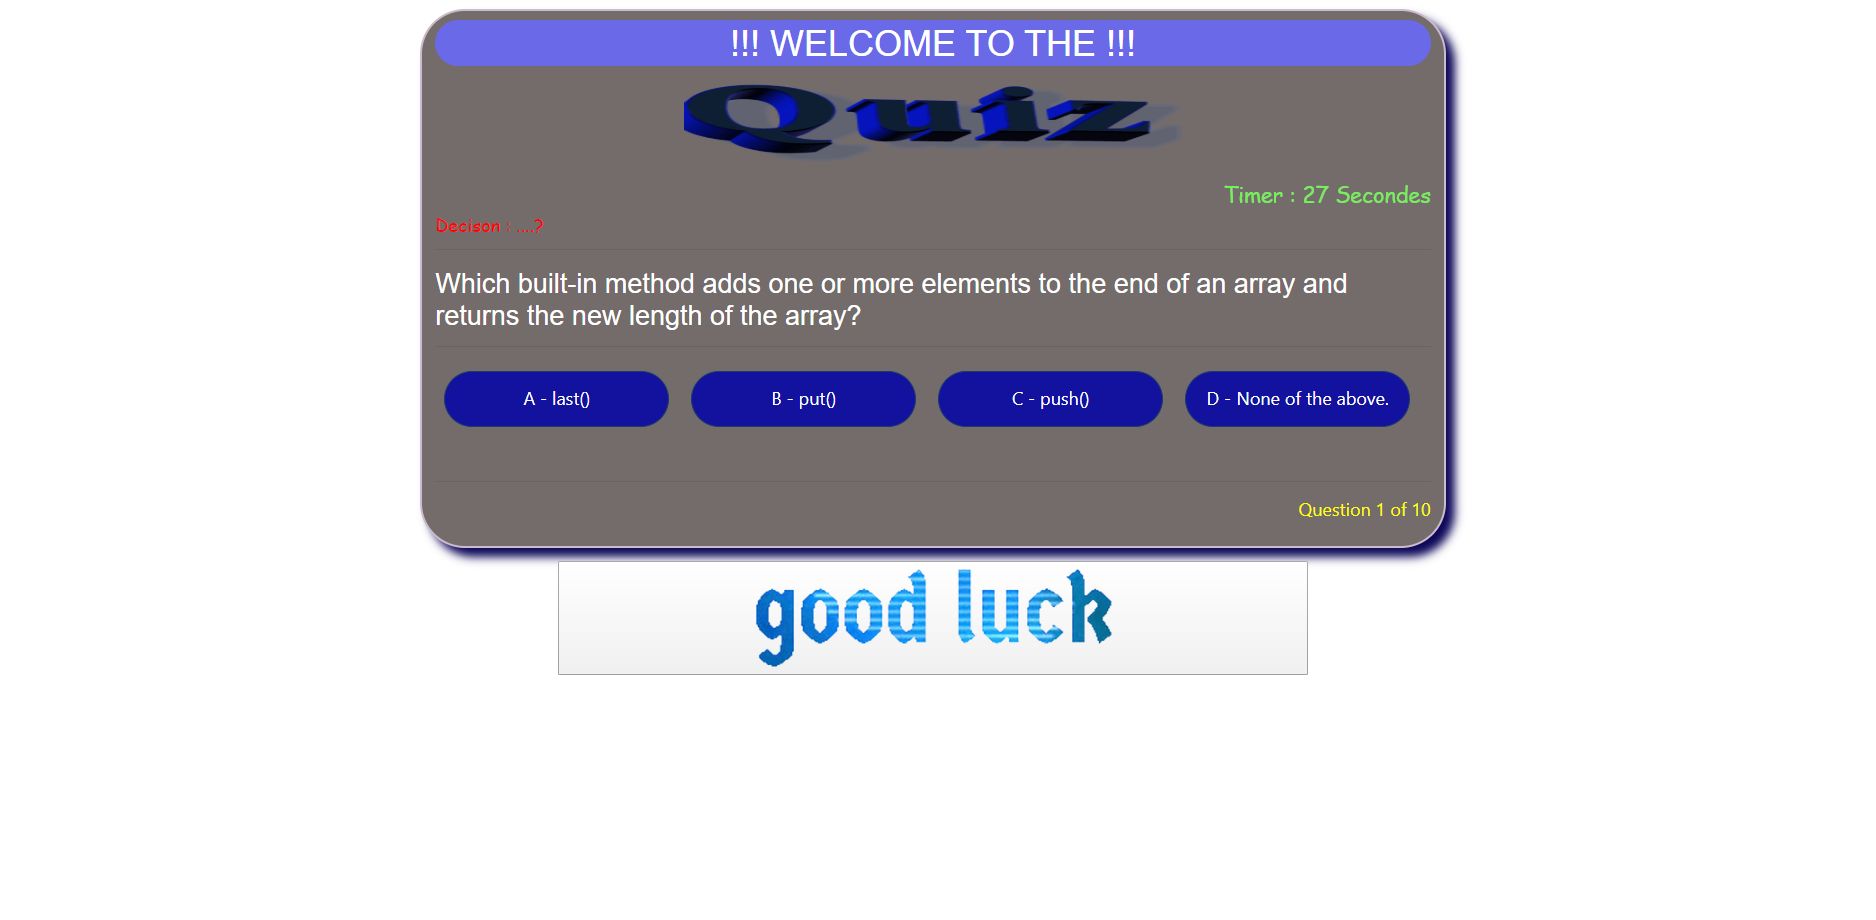 !!! WELCOME TO THE !!!
Quiz
Timer : 27 Secondes
Decison : ....?
Which built-in method adds one or more elements to the end of an array and
returns the new length of the array?
A - last()
B - put()
C - push()
D - None of the above.
Question 1 of 10
good luck